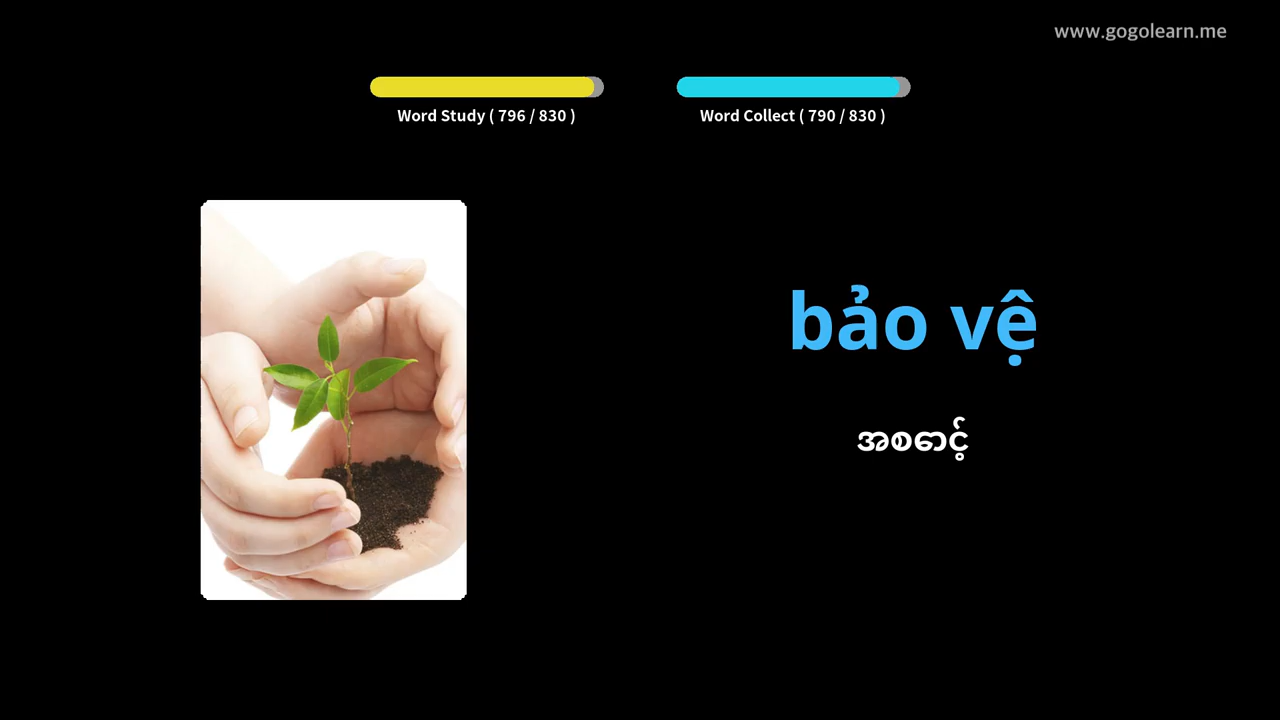 www.gogolearn.me
Word Study ( 796 / 830 )
Word Collect ( 790 / 830 )
bảo vệ
အစောင့်